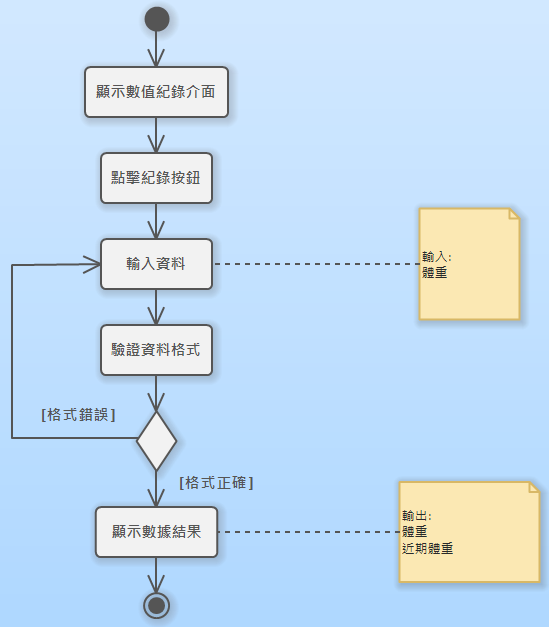 顯示數值紀錄介面
點擊紀錄按鈕
輸入資料
輸入:
體重
驗證資料格式
[格式錯誤]
[格式正確]
顯示數據結果
輸出:
體重
近期體重